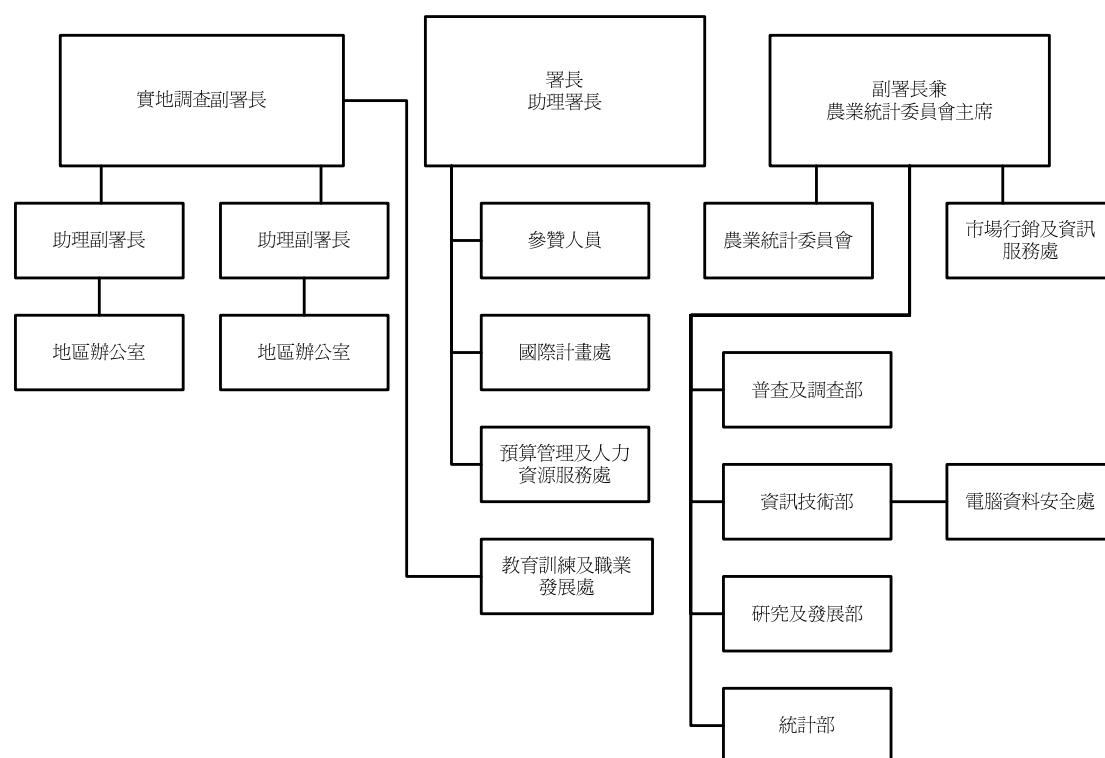 實地調查副署長
署長
助理署長
副署長兼
農業統計委員會主席
助理副署長
助理副署長
參贊人員
農業統計委員會
市場行銷及資訊
服務處
地區辦公室
地區辦公室
國際計畫處
普查及調查部
預算管理及人力
資源服務處
資訊技術部
電腦資料安全處
教育訓練及職業
發展處
研究及發展部
統計部